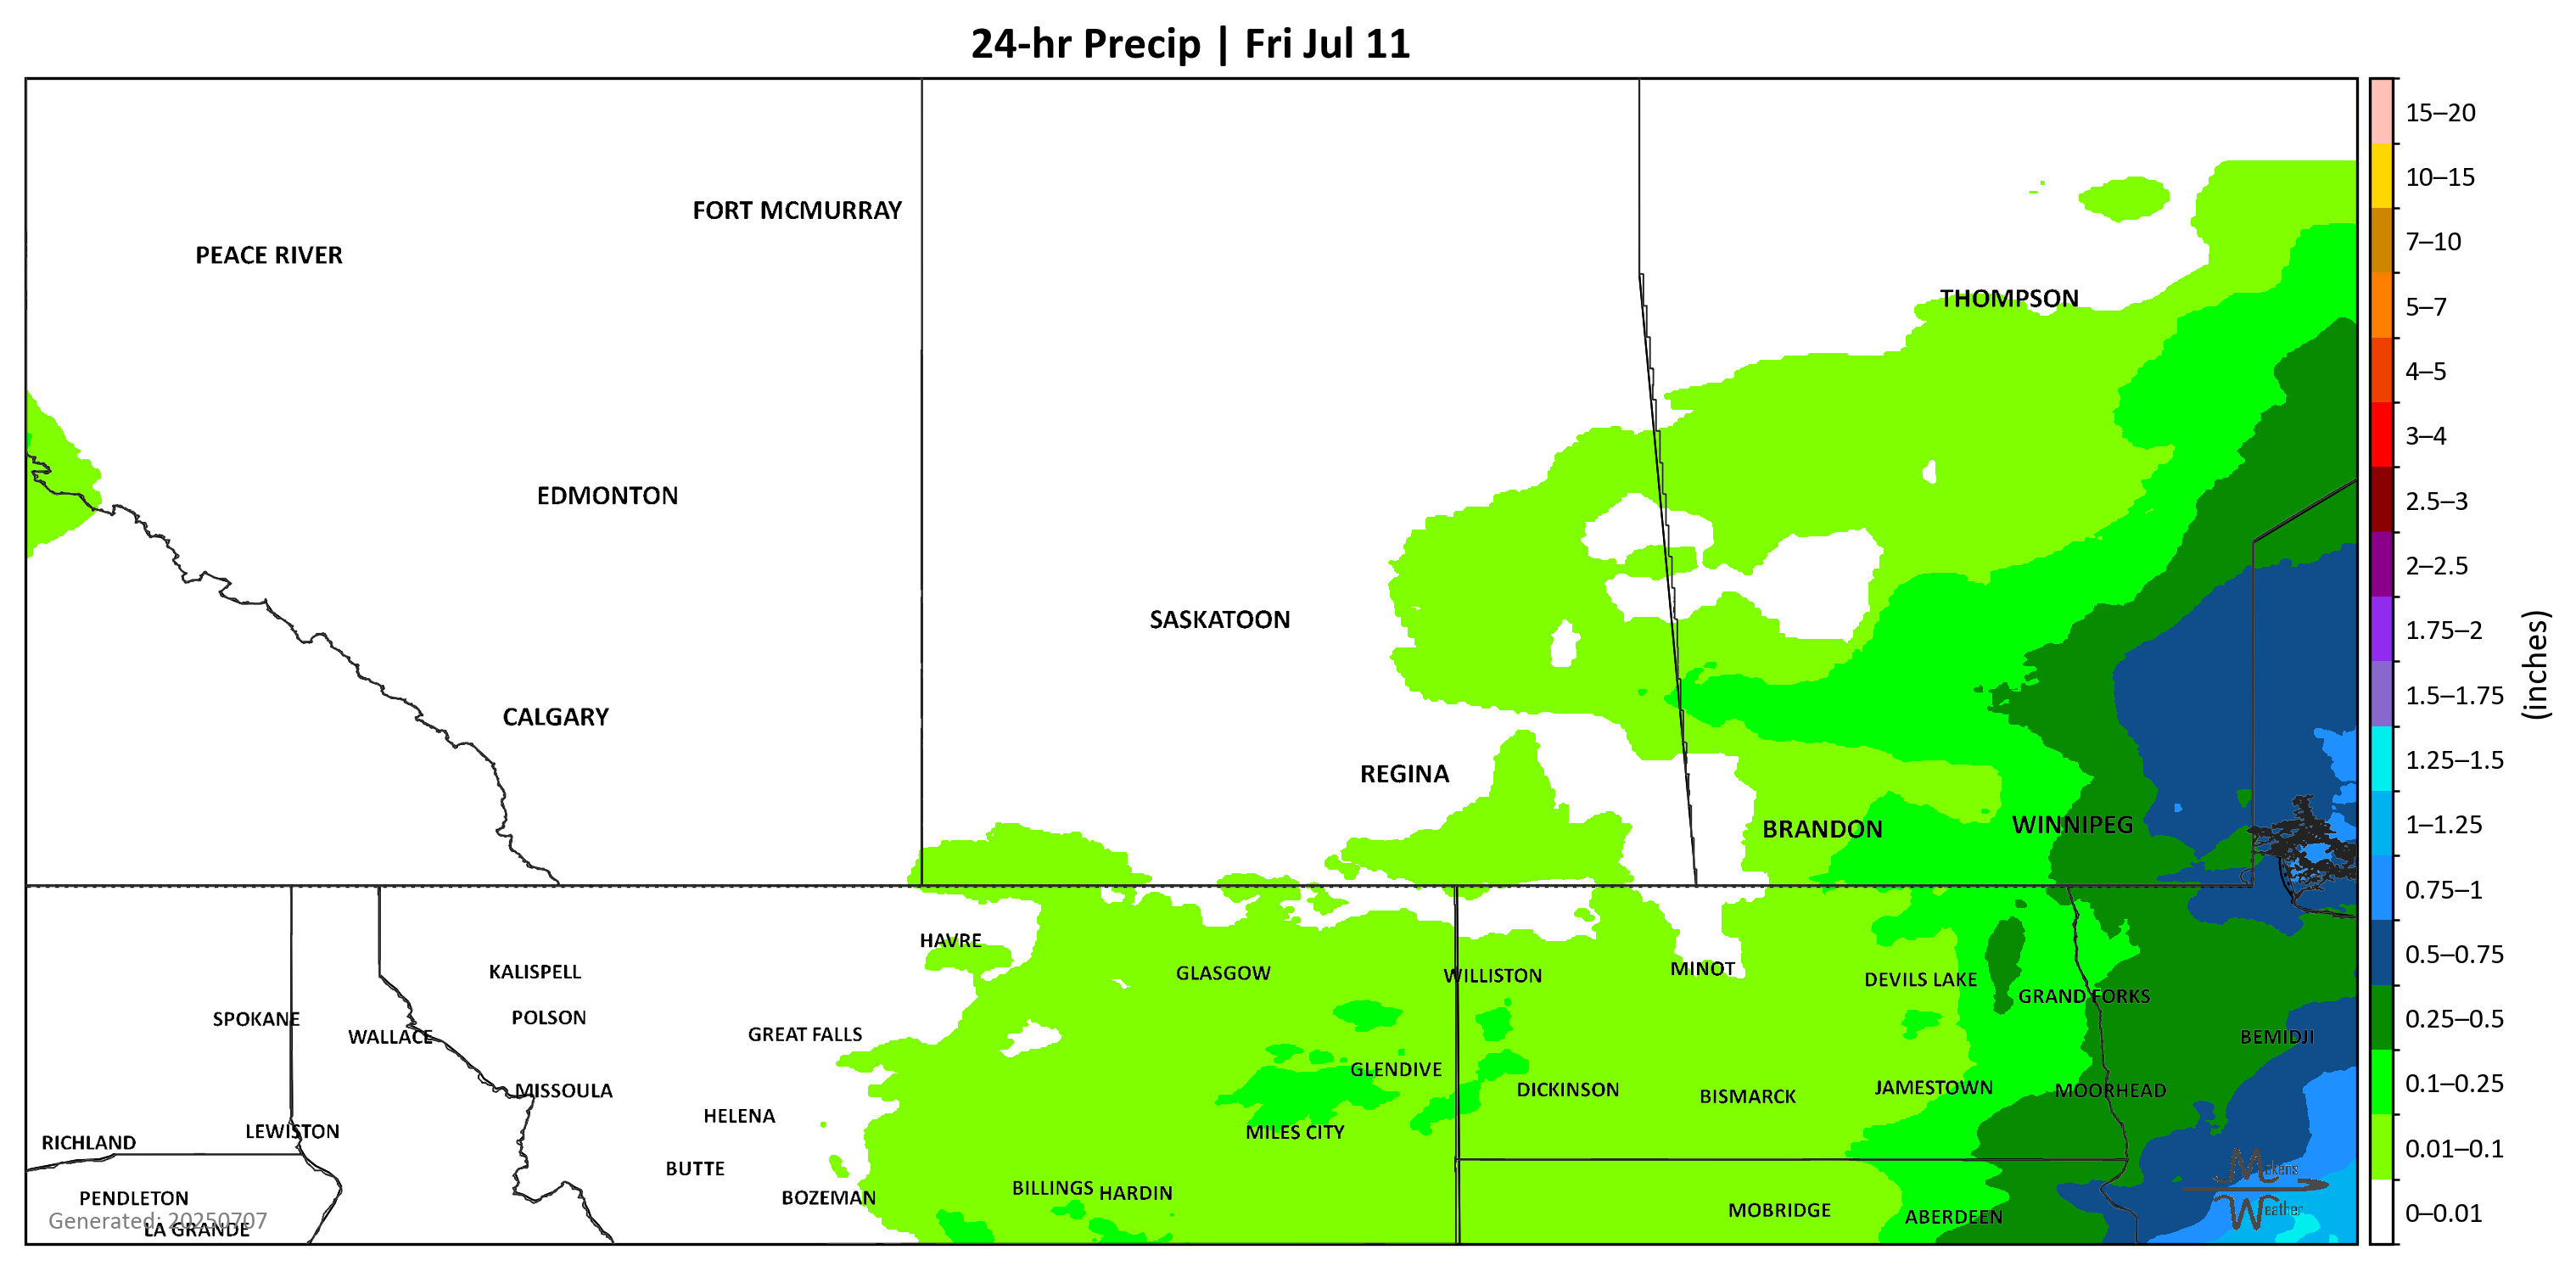 24-hr Precip | Fri Jul 11
FORT MCMURRAY
PEACE RIVER
THOMPSON
EDMONTON
SASKATOON
CALGARY
REGINA
BRANDON
WINNIPEG
HAVRE
KALISPELL
GLASGOW
WILLISTON
MINOT
DEVILS LAKE
GRAND FORKS
SPOKANE
POLSON
WALLACE
GREAT FALLS
BEMIDJI
GLENDIVE
MISSOULA
DICKINSON
BISMARCK
JAMESTOWN
MOORHEAD
HELENA
RICHLAND
LEWISTON
MILES CITY
BUTTE
BOZEMAN
BILLINGS
HARDIN
PENDLETON
MOBRIDGE
ABERDEEN
Generated: 20250707
LA GRANDE
Makens
Weather
15–20
10–15
7–10
5–7
4–5
3–4
2.5–3
2–2.5
1.75–2
1.5–1.75
1.25–1.5
1–1.25
0.75–1
0.5–0.75
0.25–0.5
0.1–0.25
0.01–0.1
0–0.01
(inches)